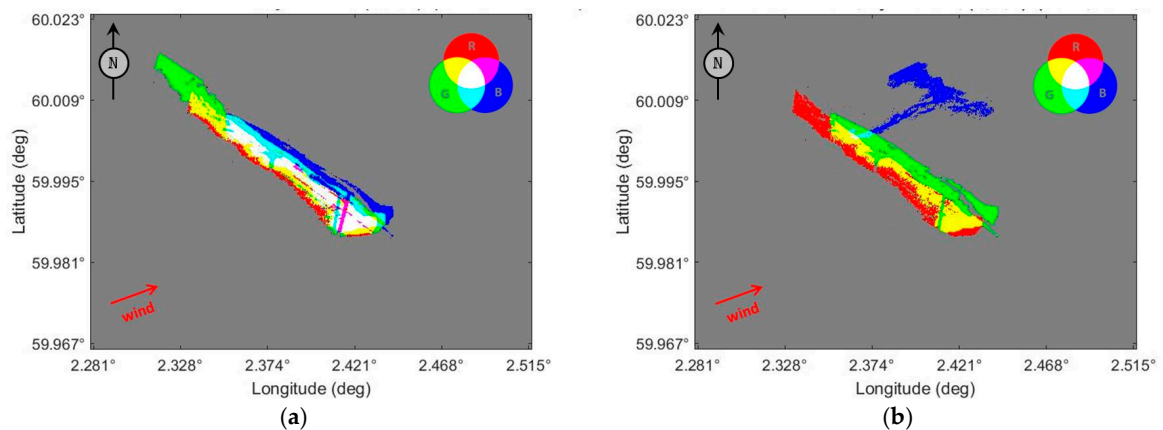 60.023°
60.009°
59.995°
59.981°
59.967°
Latitude (deg)
N
R
G
B
wind
2.281°
2.328°
2.374°
2.421°
2.468°
2.515°
Longitude (deg)
(a)
60.023°
60.009°
59.995°
59.981°
59.967°
Latitude (deg)
N
R
G
B
wind
2.281°
2.328°
2.374°
2.421°
2.468°
2.515°
Longitude (deg)
(b)